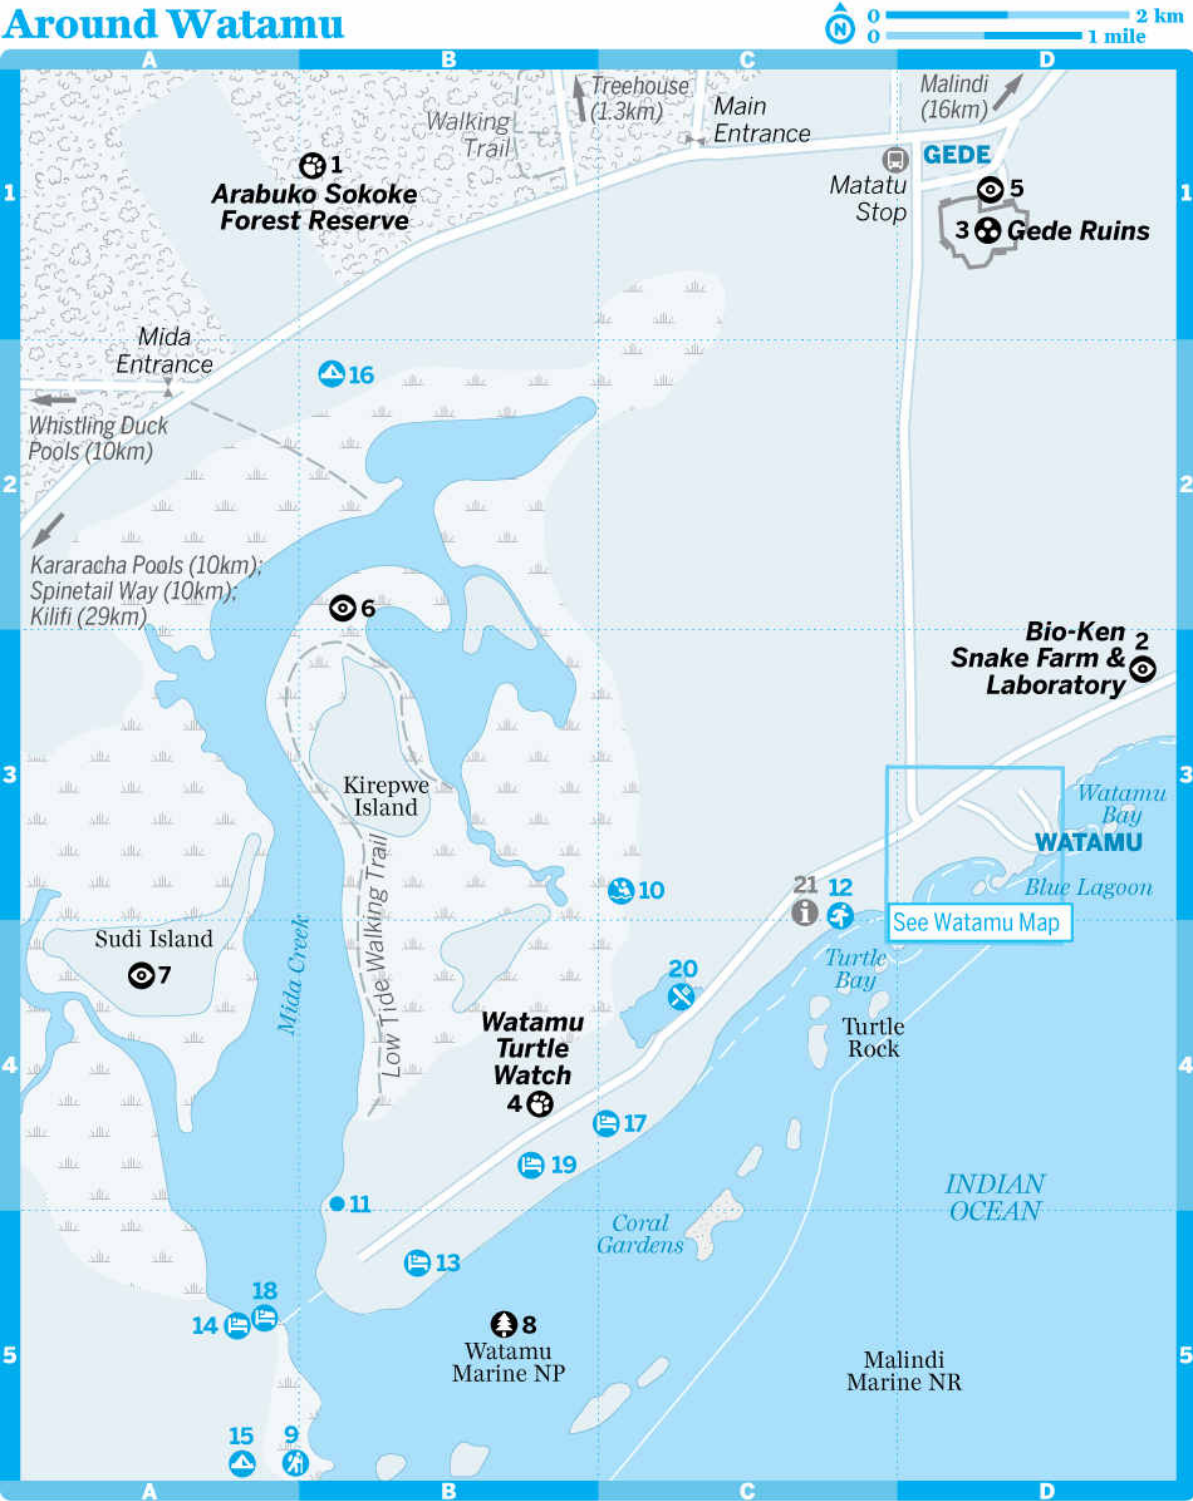 Around Watamu
N
0 2 km
0 1 mile
A B C D
Treehouse
(1.3km)
Main
Entrance
Malindi
(16km)
Walking
Trail
GEDE
1 1
1
Arabuko Sokoke
Forest Reserve
Matatu
Stop
5
3 Gede Ruins
Mida
Entrance
16
Whistling Duck
Pools (10km)
2 2
Kararacha Pools (10km);
Spinetail Way (10km);
Kilifi (29km)
6
Bio-Ken 2
Snake Farm &
Laboratory
3 3
Kirepwe
Island
Watamu
Bay
WATAMU
Low Tide Walking Trail
10
21 12
Blue Lagoon
See Watamu Map
Sudi Island
7
Mida Creek
20
Turtle
Bay
Turtle
Rock
Watamu
Turtle
Watch
4
4 4
17
19
11
INDIAN
OCEAN
Coral
Gardens
13
18
14
8
Watamu
Marine NP
Malindi
Marine NR
5 5
15 9
A B C D